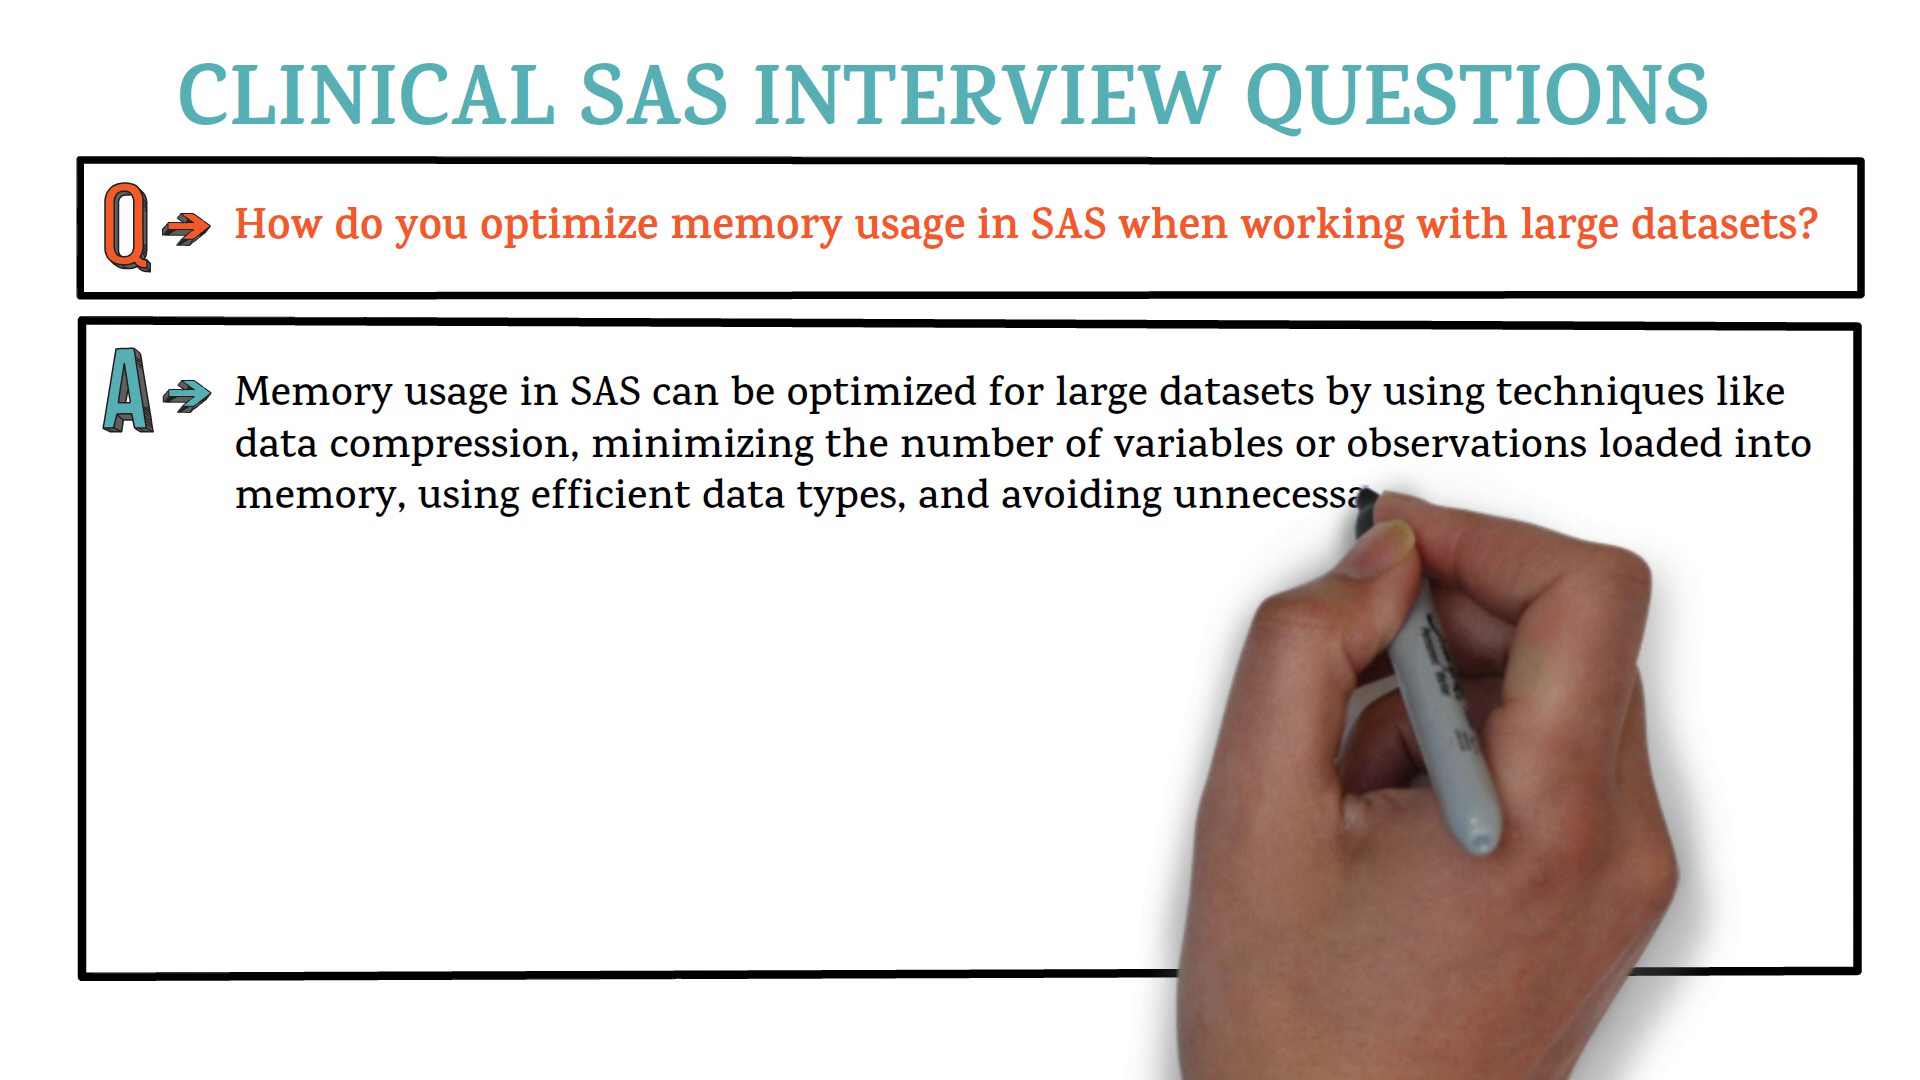 CLINICAL SAS INTERVIEW QUESTIONS
Q
How do you optimize memory usage in SAS when working with large datasets?
A
Memory usage in SAS can be optimized for large datasets by using techniques like
data compression, minimizing the number of variables or observations loaded into
memory, using efficient data types, and avoiding unnecessa